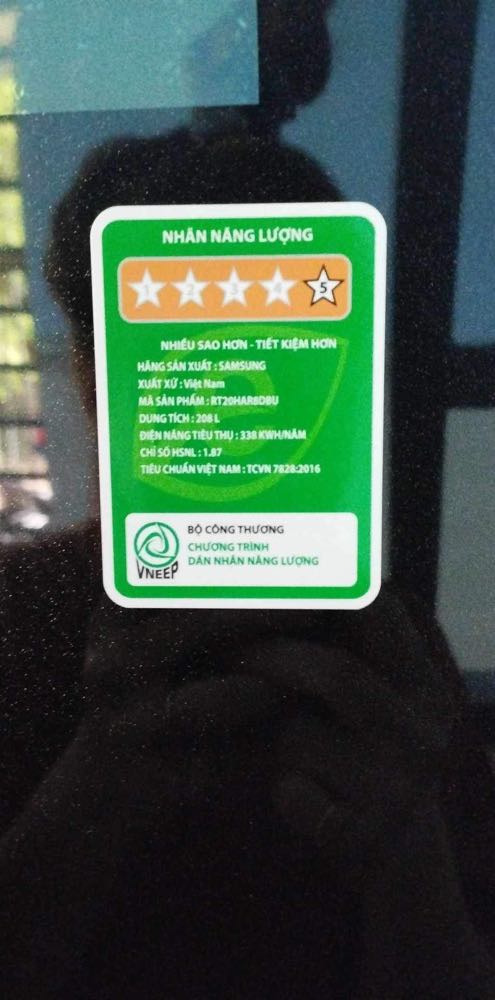 NHÃN NĂNG LƯỢNG
1 2 3 4 5
NHIỀU SAO HƠN - TIẾT KIỆM HƠN
HÃNG SẢN XUẤT : SAMSUNG
XUẤT XỨ : Việt Nam
MÃ SẢN PHẨM : RT20HAR8DBU
DUNG TÍCH : 208 L
ĐIỆN NĂNG TIÊU THỤ : 338 KWH/NĂM
CHỈ SỐ HSNL : 1.87
TIÊU CHUẨN VIỆT NAM : TCVN 7828:2016
BỘ CÔNG THƯƠNG
CHƯƠNG TRÌNH
DÁN NHÃN NĂNG LƯỢNG
VNEEP